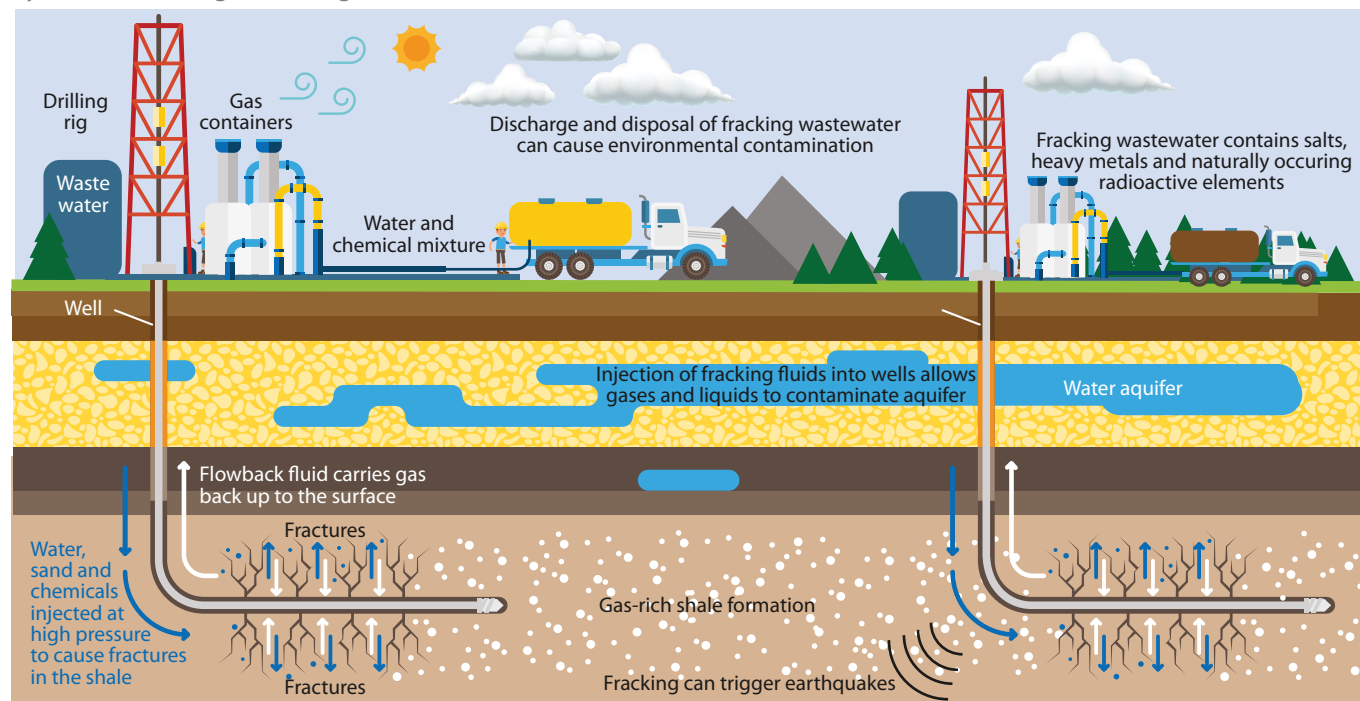 Drilling
rig
Gas
containers
Waste
water
Water and
chemical mixture
Discharge and disposal of fracking wastewater
can cause environmental contamination
Fracking wastewater contains salts,
heavy metals and naturally occuring
radioactive elements
Well
Injection of fracking fluids into wells allows
gases and liquids to contaminate aquifer
Water aquifer
Flowback fluid carries gas
back up to the surface
Fractures
Water,
sand and
chemicals
injected at
high pressure
to cause fractures
in the shale
Gas-rich shale formation
Fractures
Fracking can trigger earthquakes